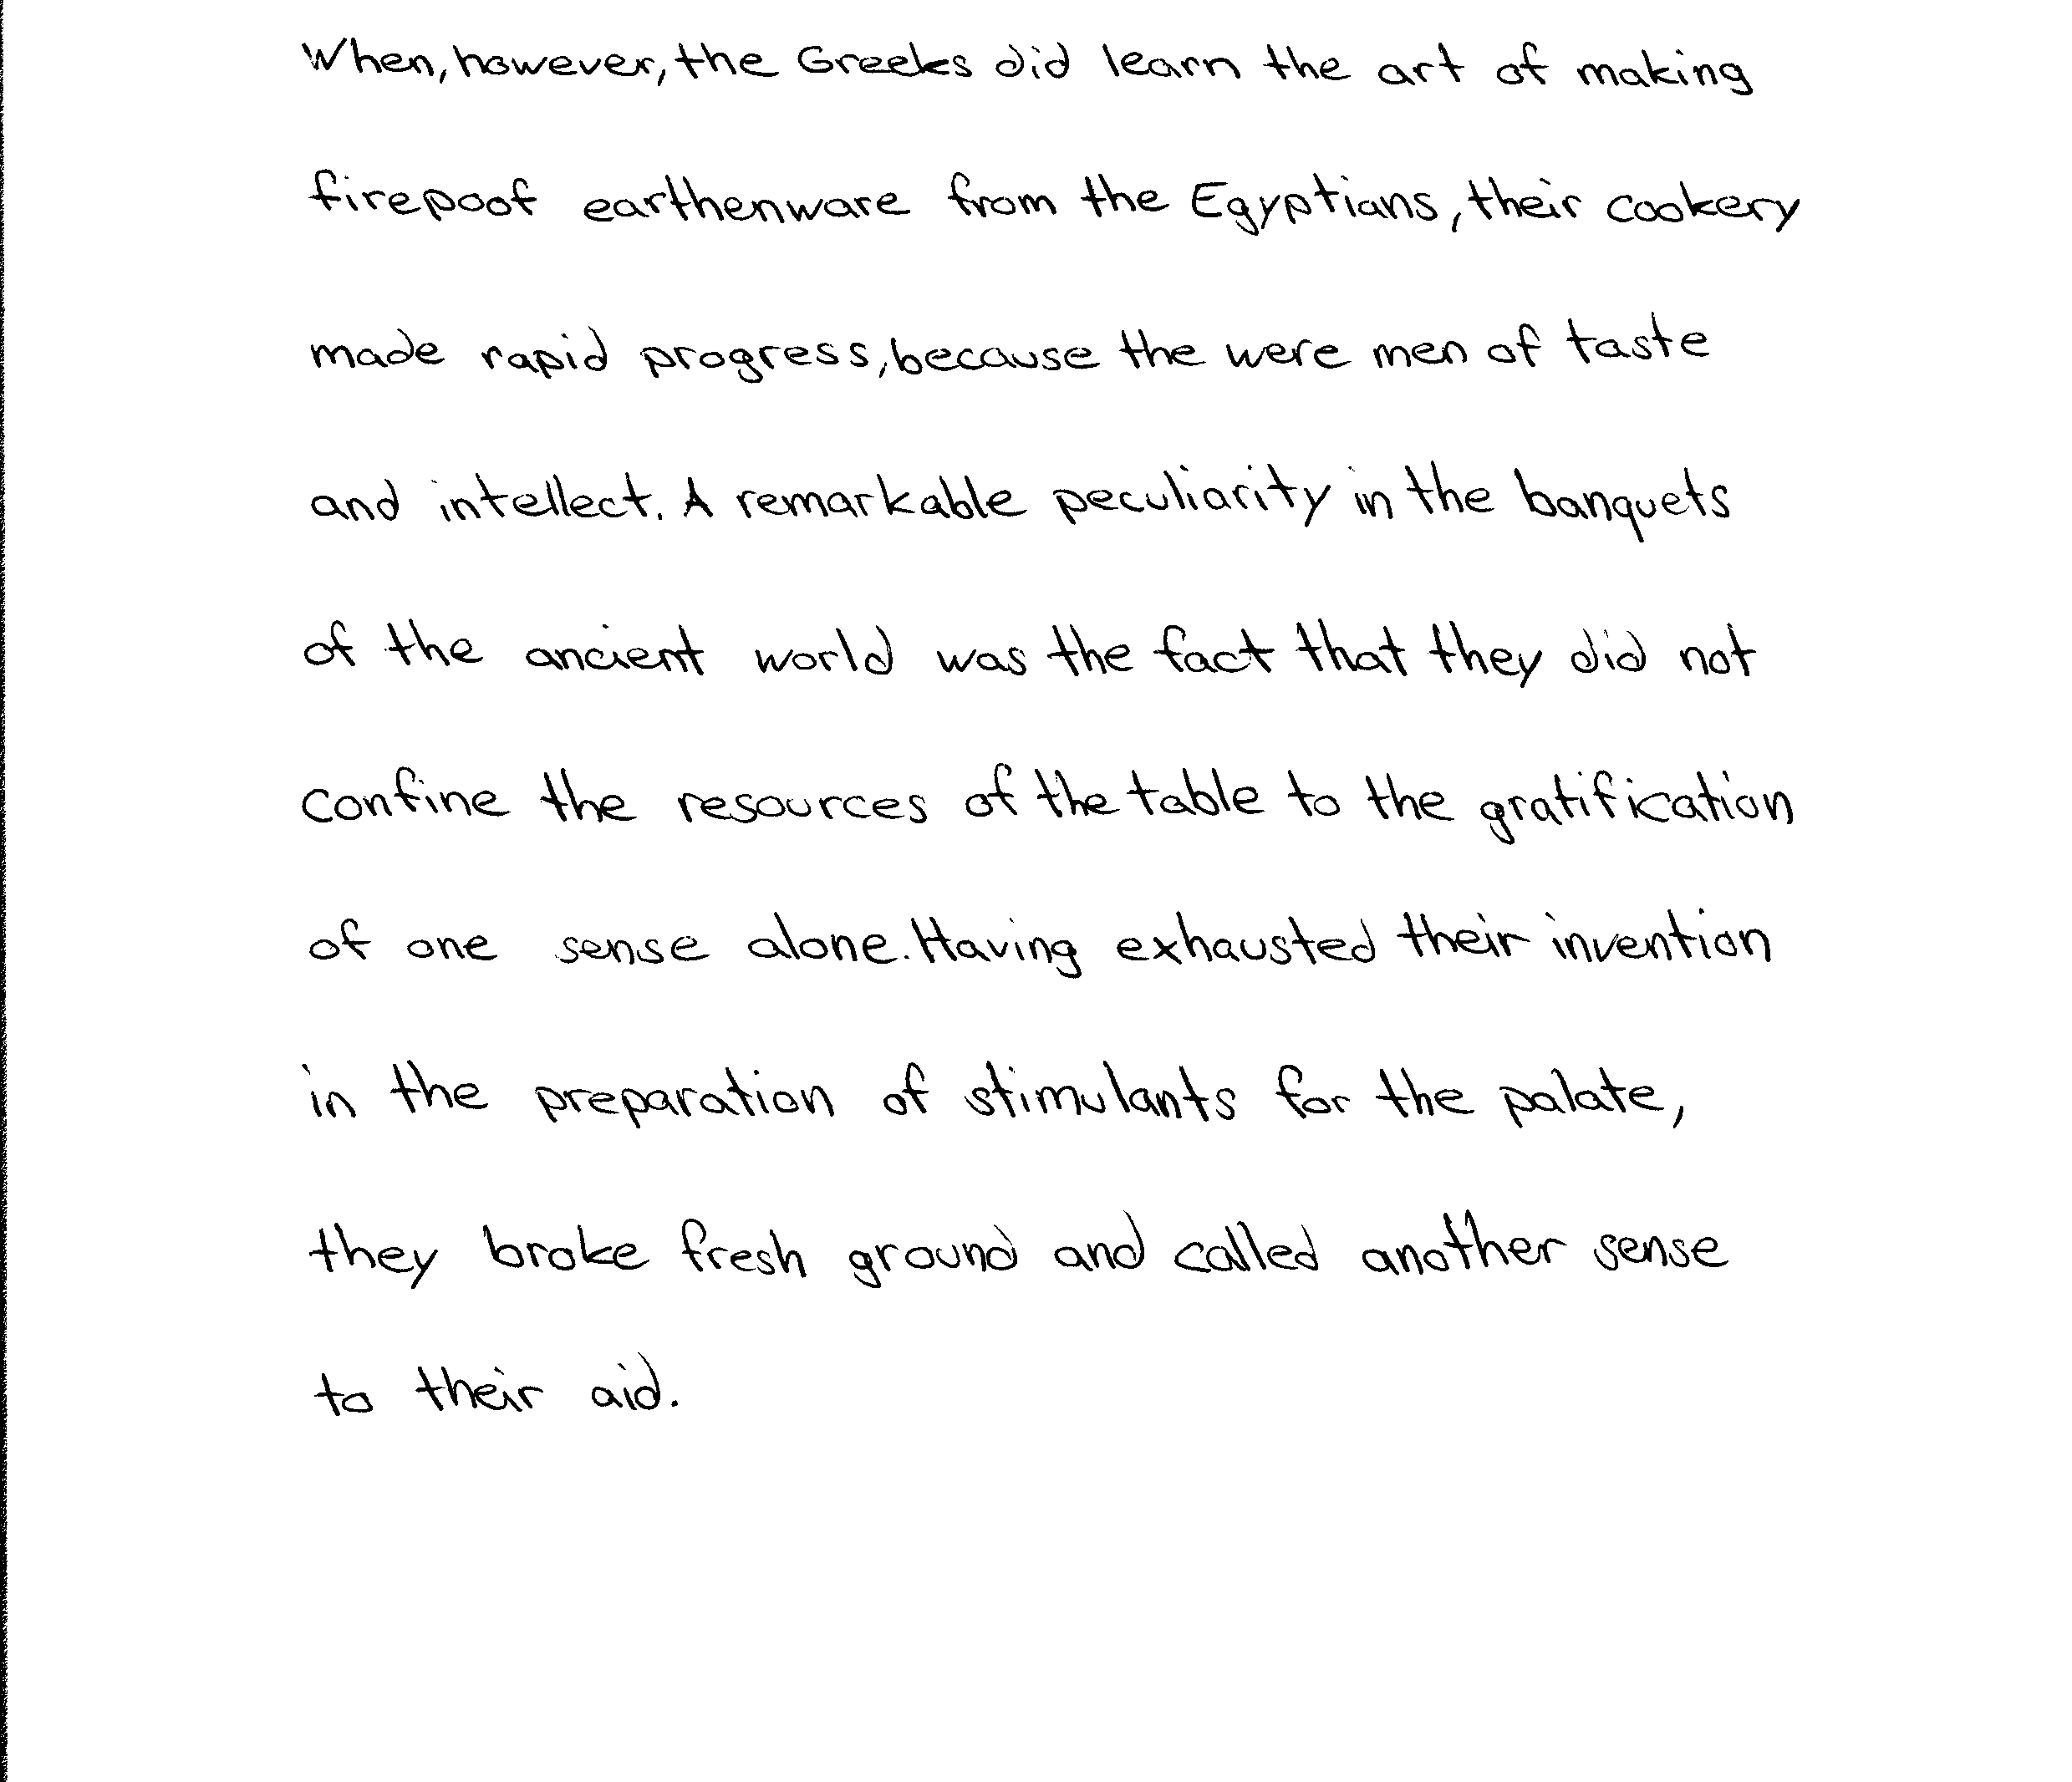 When, however, the Greeks did learn the art of making
firepoof earthenware from the Egyptians, their cookery
made rapid progress, because the were men of taste
and intellect. A remarkable peculiarity in the banquets
of the ancient world was the fact that they did not
confine the resources of the table to the gratification
of one sense alone. Having exhausted their invention
in the preparation of stimulants for the palate,
they broke fresh ground and called another sense
to their aid.